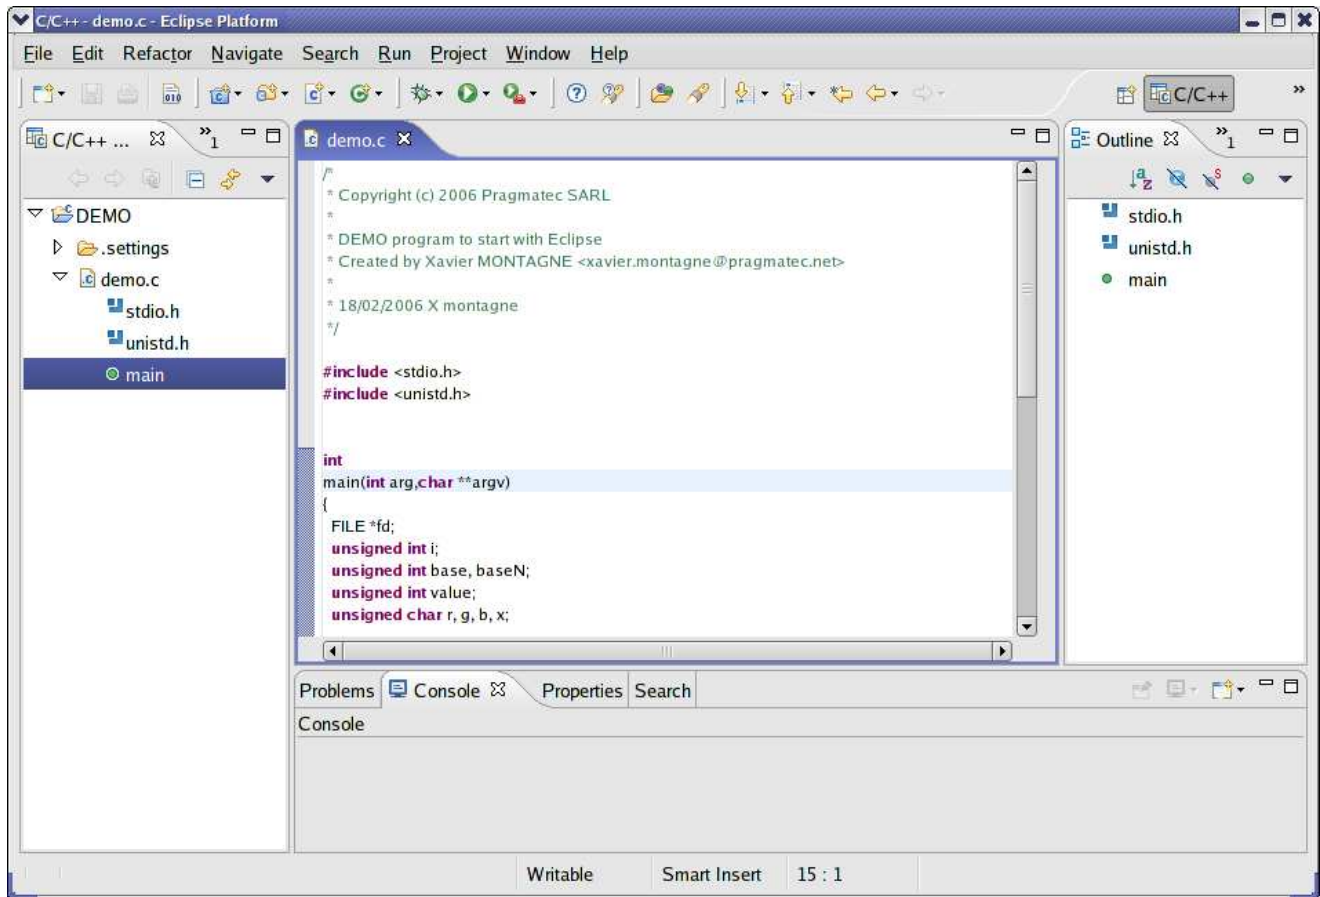 C/C++ - demo.c - Eclipse Platform
File Edit Refactor Navigate Search Run Project Window Help
C/C++
»
C/C++ ...
»1
DEMO
.settings
demo.c
stdio.h
unistd.h
main
demo.c
/*
* Copyright (c) 2006 Pragmatec SARL
*
* DEMO program to start with Eclipse
* Created by Xavier MONTAGNE <xavier.montagne@pragmatec.net>
*
* 18/02/2006 X montagne
*/
#include <stdio.h>
#include <unistd.h>
int
main(int arg,char **argv)
{
FILE *fd;
unsigned int i;
unsigned int base, baseN;
unsigned int value;
unsigned char r, g, b, x;
Outline
»1
stdio.h
unistd.h
main
Problems Console Properties Search
Console
Writable Smart Insert 15 : 1